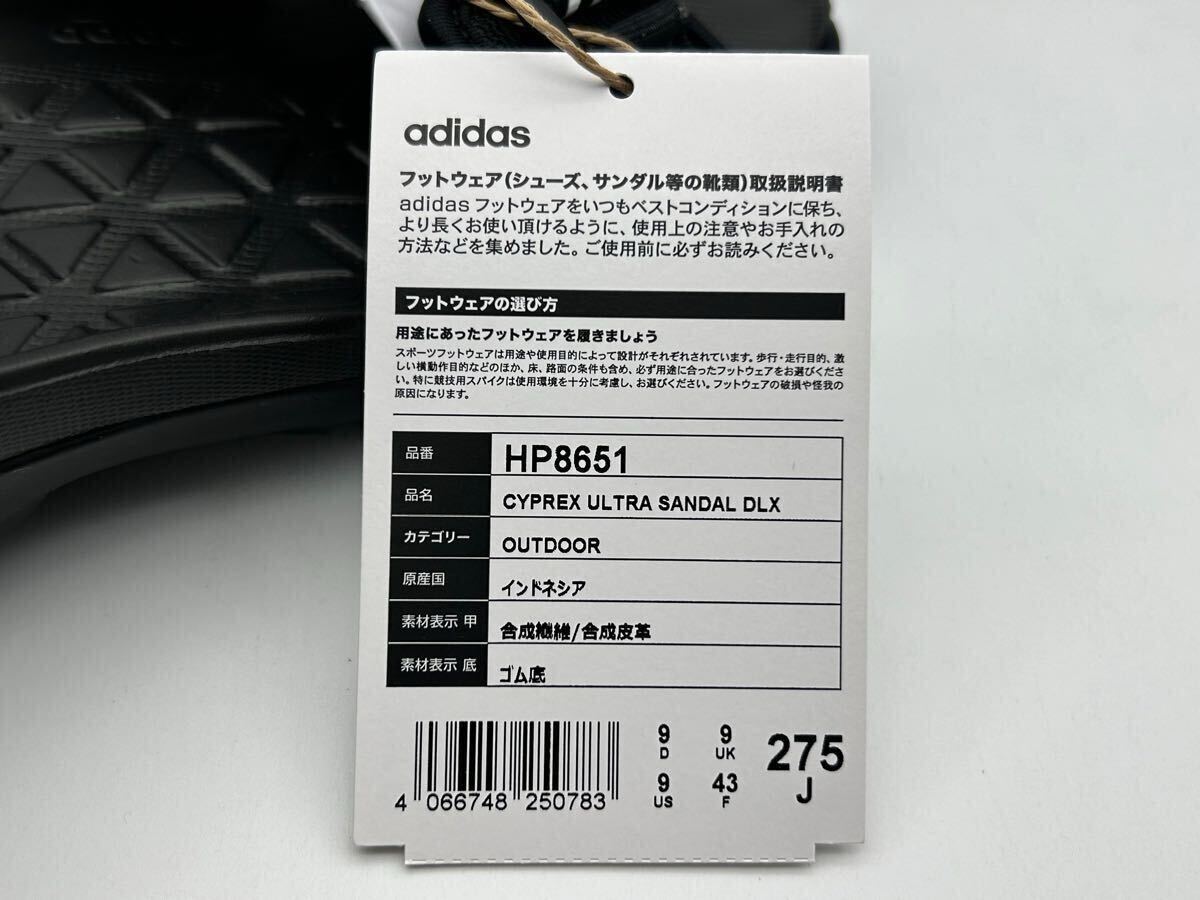 adidas
フットウェア(シューズ、サンダル等の靴類)取扱説明書
adidas フットウェアをいつもベストコンディションに保ち、
より長くお使い頂けるように、使用上の注意やお手入れの
方法などを集めました。ご使用前に必ずお読みください。
フットウェアの選び方
用途にあったフットウェアを履きましょう
スポーツフットウェアは用途や使用目的によって設計がそれぞれされています。歩行・走行目的、激
しい横動作目的などのほか、床、路面の条件も含め、必ず用途に合ったフットウェアをお選びくださ
い。特に競技用スパイクは使用環境を十分に考慮し、お選びください。フットウェアの破損や怪我の
原因になります。
品番 HP8651
品名 CYPREX ULTRA SANDAL DLX
カテゴリー OUTDOOR
原産国 インドネシア
素材表示 甲 合成繊維/合成皮革
素材表示 底 ゴム底
9 9 275
D UK J
9 43
US F
4 066748 250783